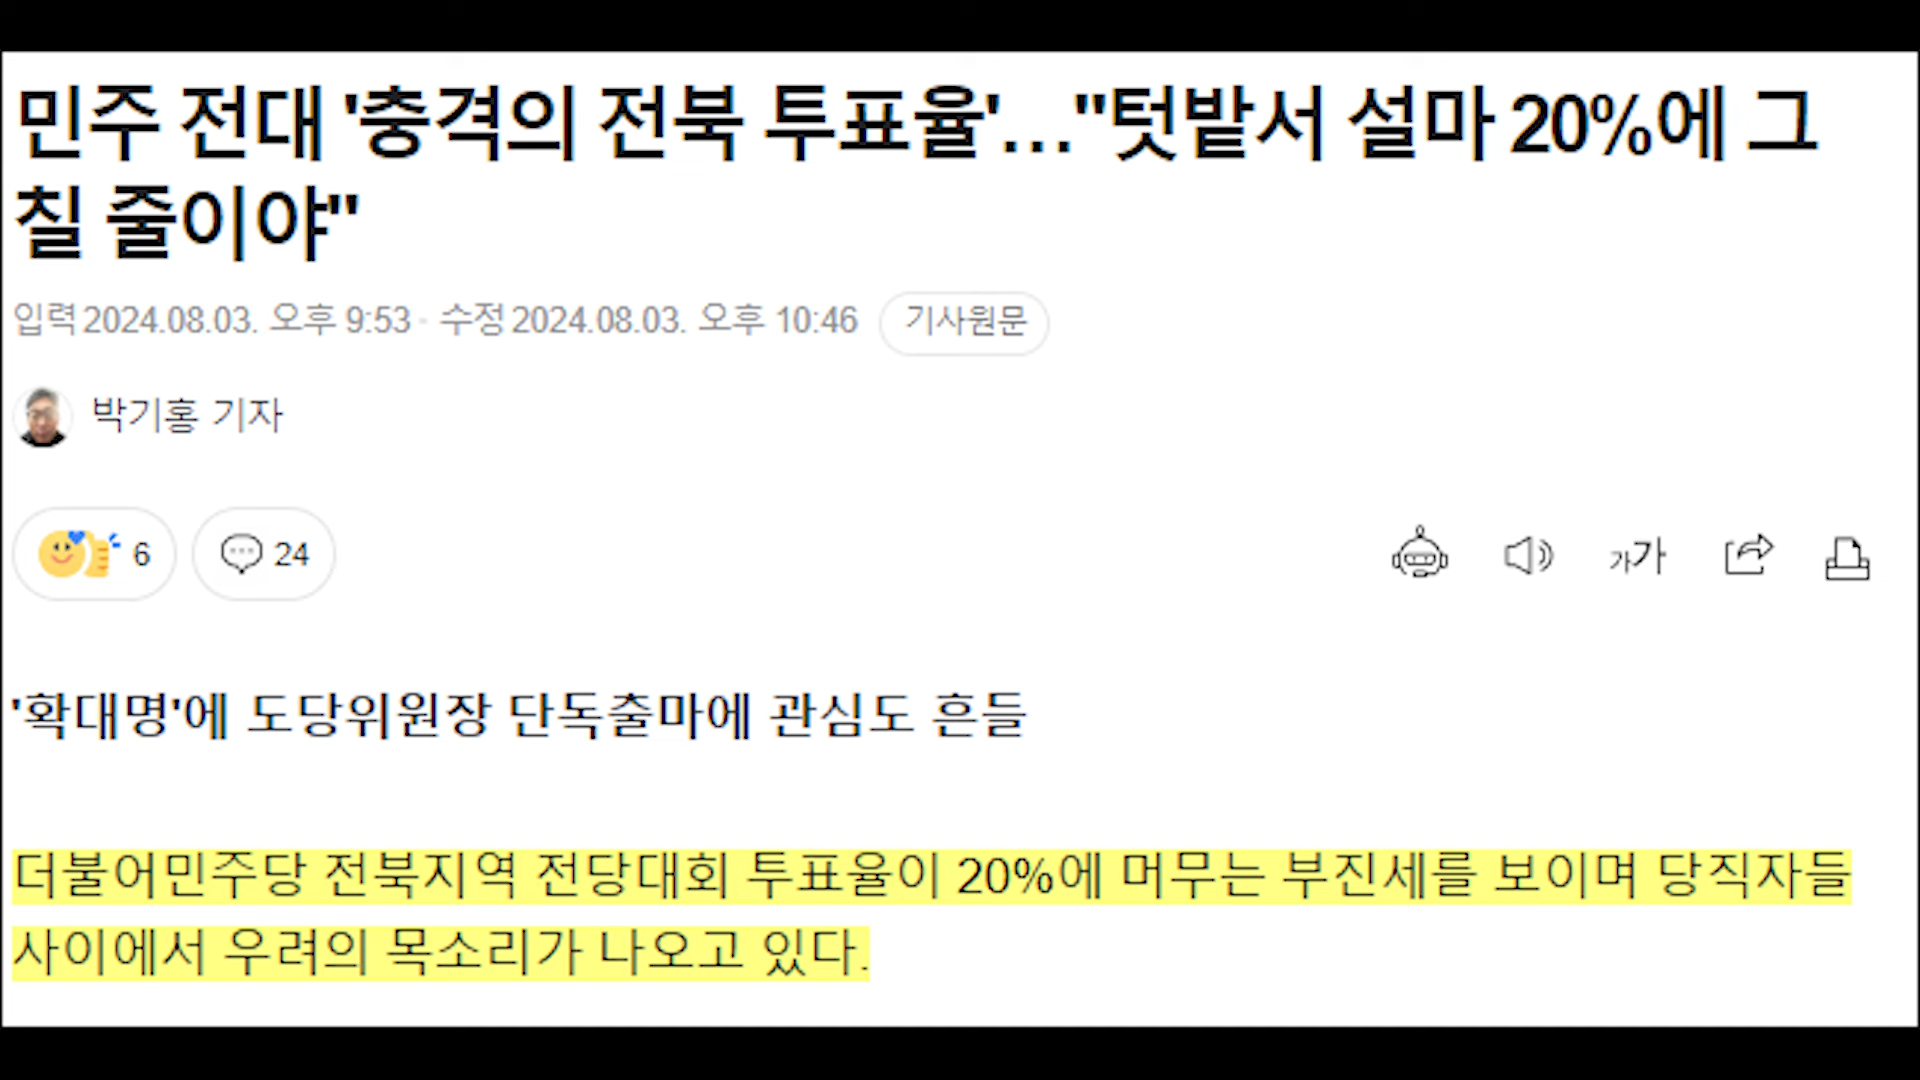 민주 전대 '충격의 전북 투표율'…"텃밭서 설마 20%에 그
칠 줄이야"
입력 2024.08.03. 오후 9:53 · 수정 2024.08.03. 오후 10:46 기사원문
박기홍 기자
6 24 가가
'확대명'에 도당위원장 단독출마에 관심도 흔들
더불어민주당 전북지역 전당대회 투표율이 20%에 머무는 부진세를 보이며 당직자들
사이에서 우려의 목소리가 나오고 있다.